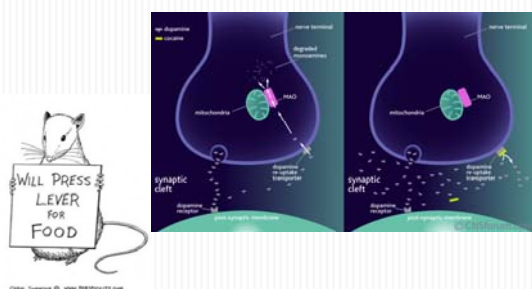 dopamine
cocaine
nerve terminal
degraded
monoamines
MAO
mitochondria
synaptic
cleft
dopamine
re-uptake
transporter
dopamine
receptor
post-synaptic membrane
nerve terminal
MAO
mitochondria
synaptic
cleft
dopamine
re-uptake
transporter
dopamine
receptor
post-synaptic membrane
WILL PRESS
LEVER
FOR
FOOD